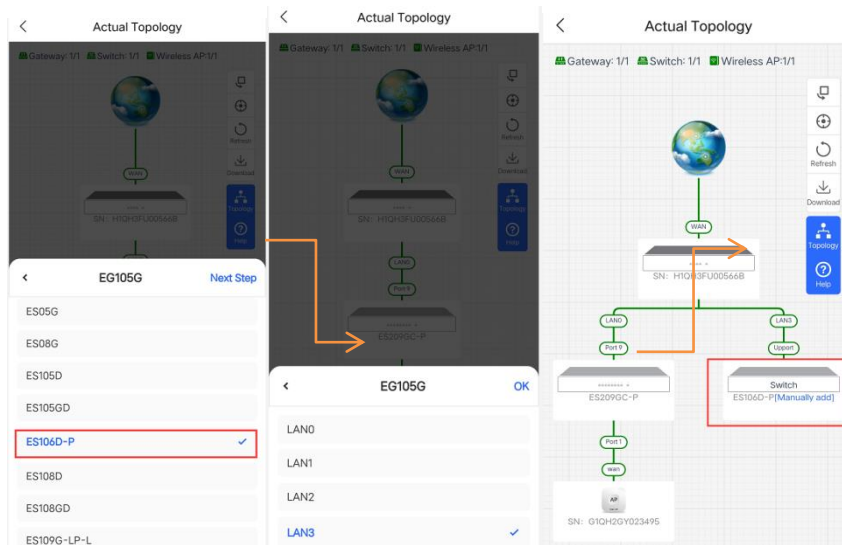 Actual Topology
Gateway: 1/1 Switch: 1/1 Wireless AP:1/1
Refresh
Download
Topology
Help
WAN
SN: H1QH3FU00566B
EG105G
Next Step
ES05G
ES08G
ES105D
ES105GD
ES106D-P
ES108D
ES108GD
ES109G-LP-L
Actual Topology
Gateway: 1/1 Switch: 1/1 Wireless AP:1/1
Refresh
Download
Topology
Help
WAN
SN: H1QH3FU00566B
LAN0
Port 9
ES209GC-P
EG105G
OK
LAN0
LAN1
LAN2
LAN3
Actual Topology
Gateway: 1/1 Switch: 1/1 Wireless AP:1/1
Refresh
Download
Topology
Help
WAN
SN: H1QH3FU00566B
LAN0
LAN3
Port 9
Upport
ES209GC-P
Switch
ES106D-P[Manually add]
Port 1
wan
AP
SN: G1QH2GY023495